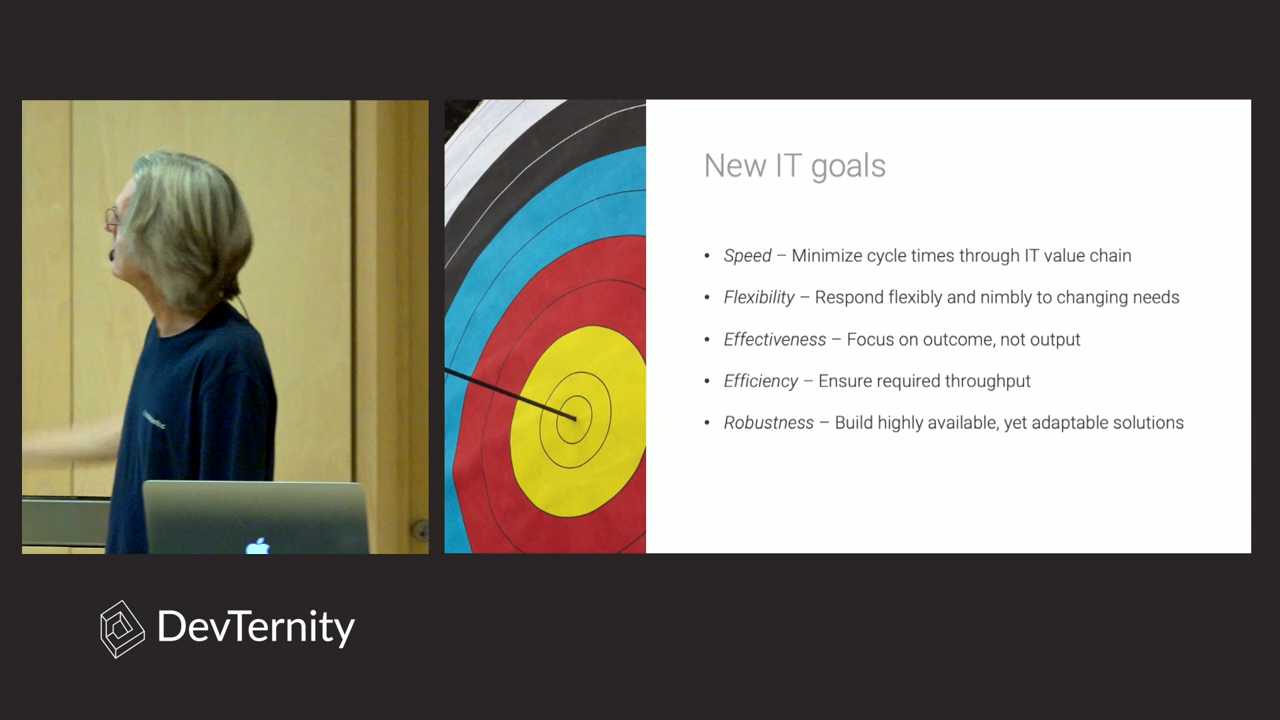 New IT goals
• Speed – Minimize cycle times through IT value chain
• Flexibility – Respond flexibly and nimbly to changing needs
• Effectiveness – Focus on outcome, not output
• Efficiency – Ensure required throughput
• Robustness – Build highly available, yet adaptable solutions
DevTernity